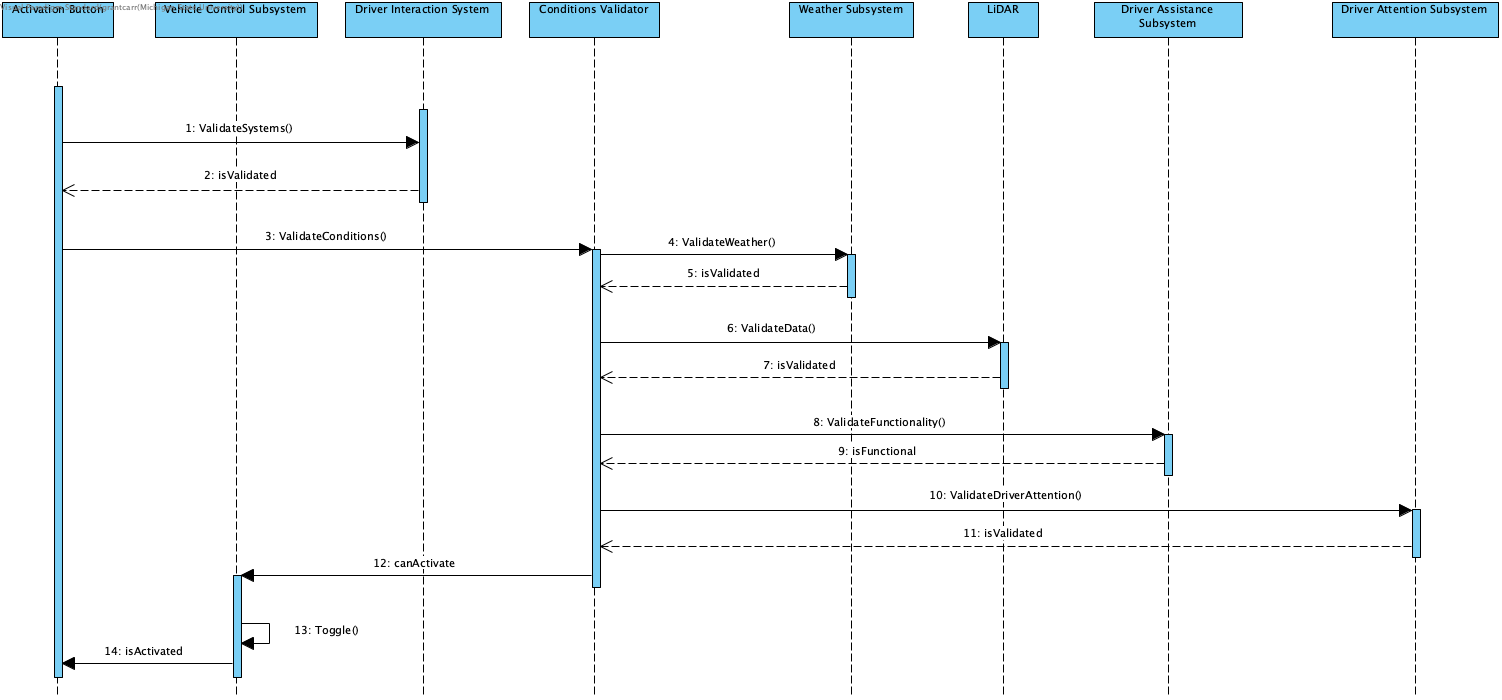 Activation Button
Vehicle Control Subsystem
Driver Interaction System
Conditions Validator
Weather Subsystem
LiDAR
Driver Assistance
Subsystem
Driver Attention Subsystem
1: ValidateSystems()
2: isValidated
3: ValidateConditions()
4: ValidateWeather()
5: isValidated
6: ValidateData()
7: isValidated
8: ValidateFunctionality()
9: isFunctional
10: ValidateDriverAttention()
11: isValidated
12: canActivate
13: Toggle()
14: isActivated